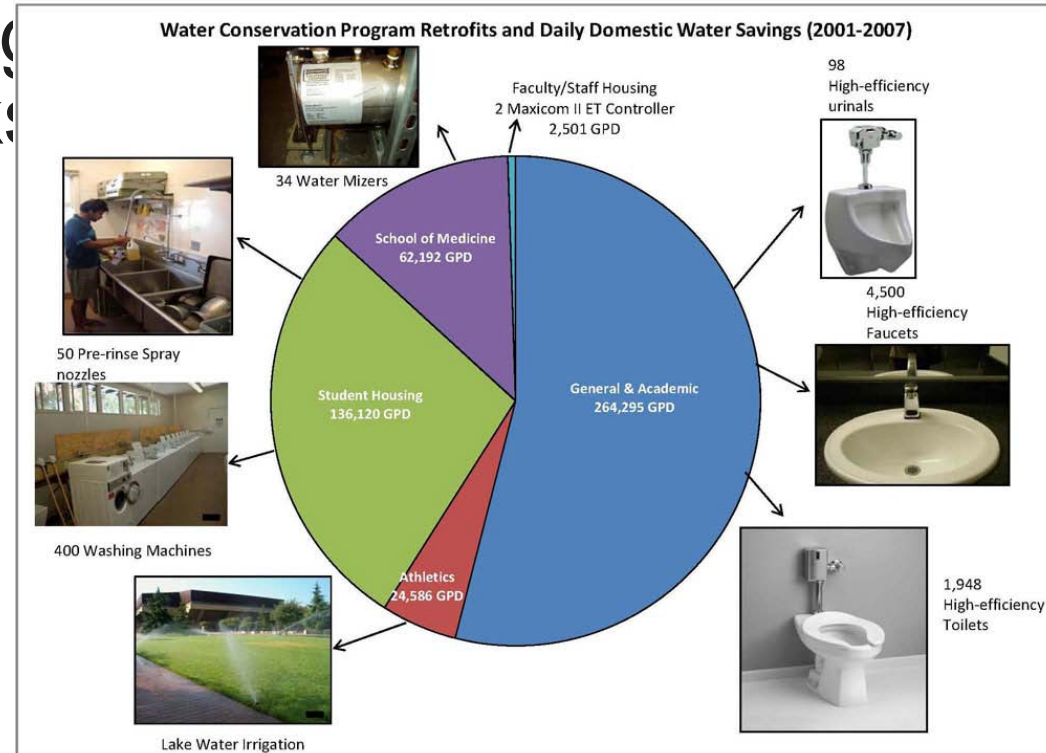 Water Conservation Program Retrofits and Daily Domestic Water Savings (2001-2007)
98
High-efficiency
urinals
Faculty/Staff Housing
2 Maxicom II ET Controller
2,501 GPD
34 Water Mizers
School of Medicine
62,192 GPD
4,500
High-efficiency
Faucets
50 Pre-rinse Spray
nozzles
Student Housing
136,120 GPD
General & Academic
264,295 GPD
400 Washing Machines
Athletics
24,586 GPD
1,948
High-efficiency
Toilets
Lake Water Irrigation